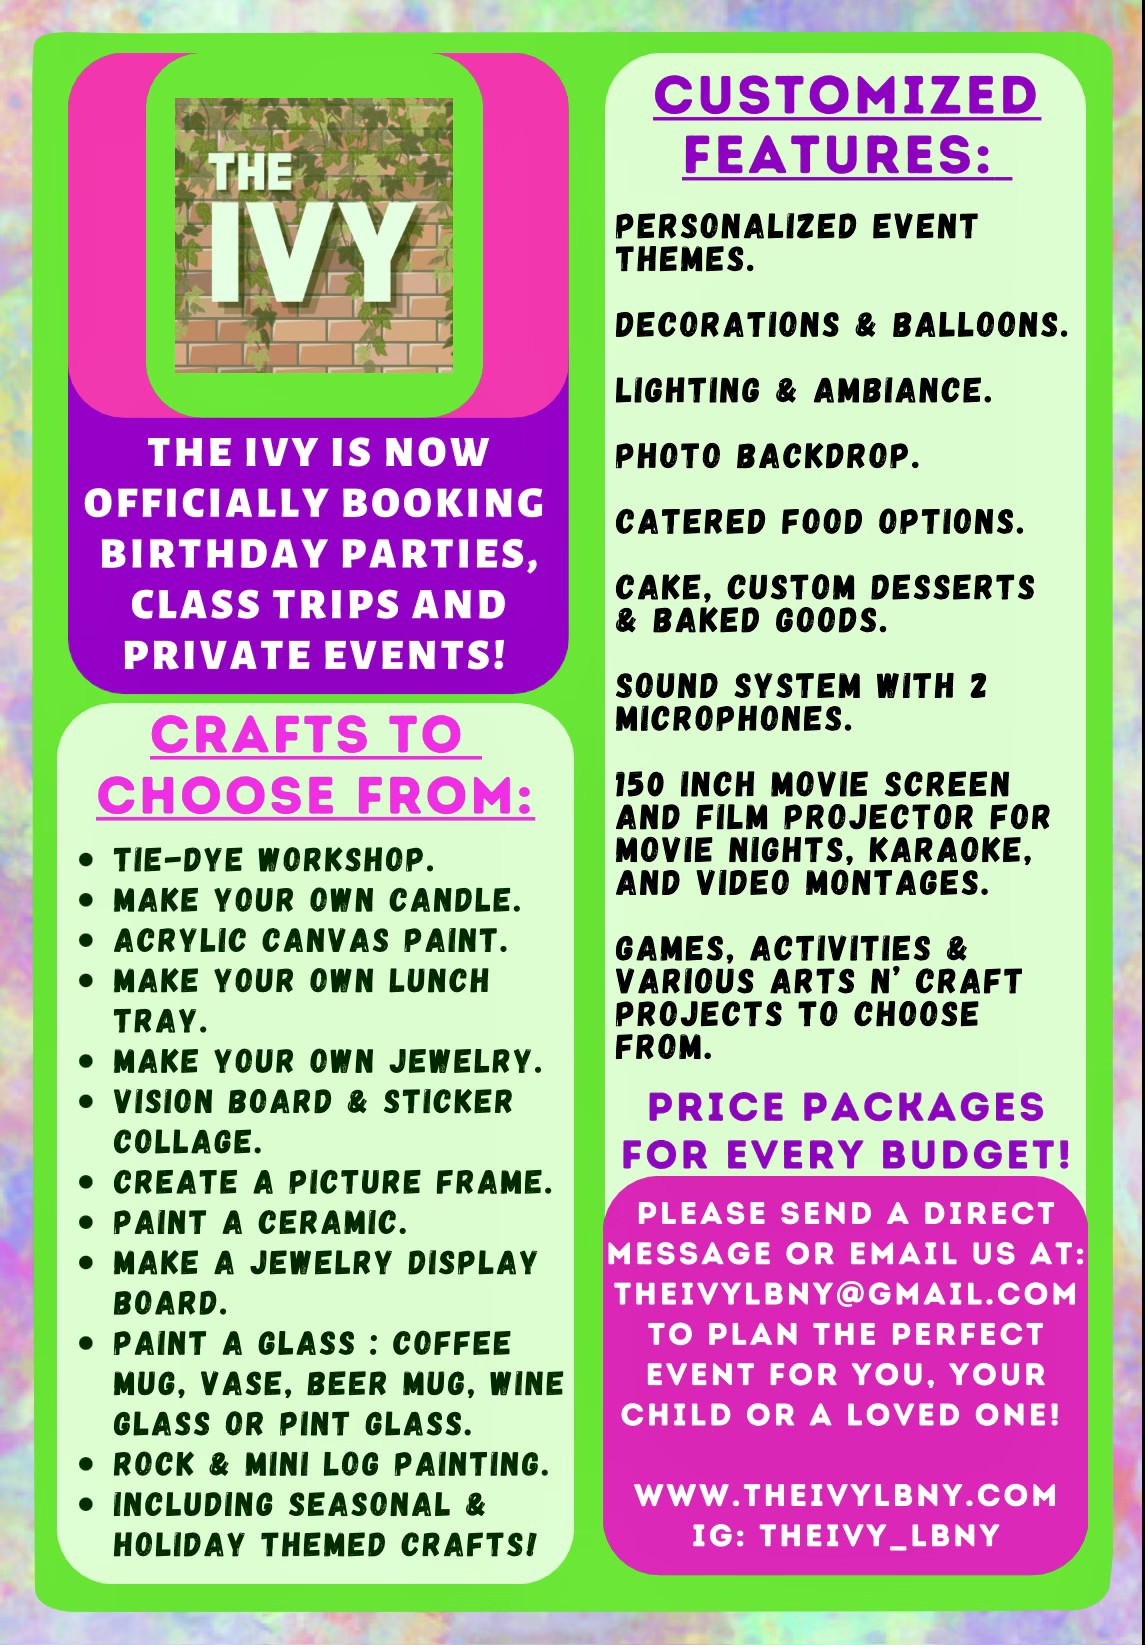 THE
IVY
THE IVY IS NOW
OFFICIALLY BOOKING
BIRTHDAY PARTIES,
CLASS TRIPS AND
PRIVATE EVENTS!
CRAFTS TO
CHOOSE FROM:
• TIE-DYE WORKSHOP.
• MAKE YOUR OWN CANDLE.
• ACRYLIC CANVAS PAINT.
• MAKE YOUR OWN LUNCH
TRAY.
• MAKE YOUR OWN JEWELRY.
• VISION BOARD & STICKER
COLLAGE.
• CREATE A PICTURE FRAME.
• PAINT A CERAMIC.
• MAKE A JEWELRY DISPLAY
BOARD.
• PAINT A GLASS : COFFEE
MUG, VASE, BEER MUG, WINE
GLASS OR PINT GLASS.
• ROCK & MINI LOG PAINTING.
• INCLUDING SEASONAL &
HOLIDAY THEMED CRAFTS!
CUSTOMIZED
FEATURES:
PERSONALIZED EVENT
THEMES.
DECORATIONS & BALLOONS.
LIGHTING & AMBIANCE.
PHOTO BACKDROP.
CATERED FOOD OPTIONS.
CAKE, CUSTOM DESSERTS
& BAKED GOODS.
SOUND SYSTEM WITH 2
MICROPHONES.
150 INCH MOVIE SCREEN
AND FILM PROJECTOR FOR
MOVIE NIGHTS, KARAOKE,
AND VIDEO MONTAGES.
GAMES, ACTIVITIES &
VARIOUS ARTS N' CRAFT
PROJECTS TO CHOOSE
FROM.
PRICE PACKAGES
FOR EVERY BUDGET!
PLEASE SEND A DIRECT
MESSAGE OR EMAIL US AT:
THEIVYLBNY@GMAIL.COM
TO PLAN THE PERFECT
EVENT FOR YOU, YOUR
CHILD OR A LOVED ONE!
WWW.THEIVYLBNY.COM
IG: THEIVY_LBNY